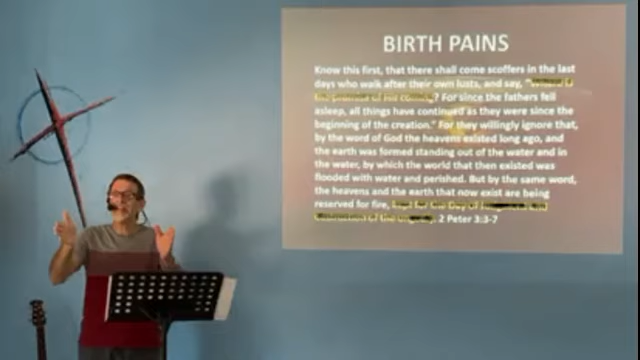 BIRTH PAINS
Know this first, that there shall come scoffers in the last
days who walk after their own lusts, and say, "
? For since the fathers fell
asleep, all things have continued as they were since the
beginning of the creation." For they willingly ignore that,
by the word of God the heavens existed long ago, and
the earth was formed standing out of the water and in
the water, by which the world that then existed was
flooded with water and perished. But by the same word,
the heavens and the earth that now exist are being
reserved for fire,
2 Peter 3:3-7